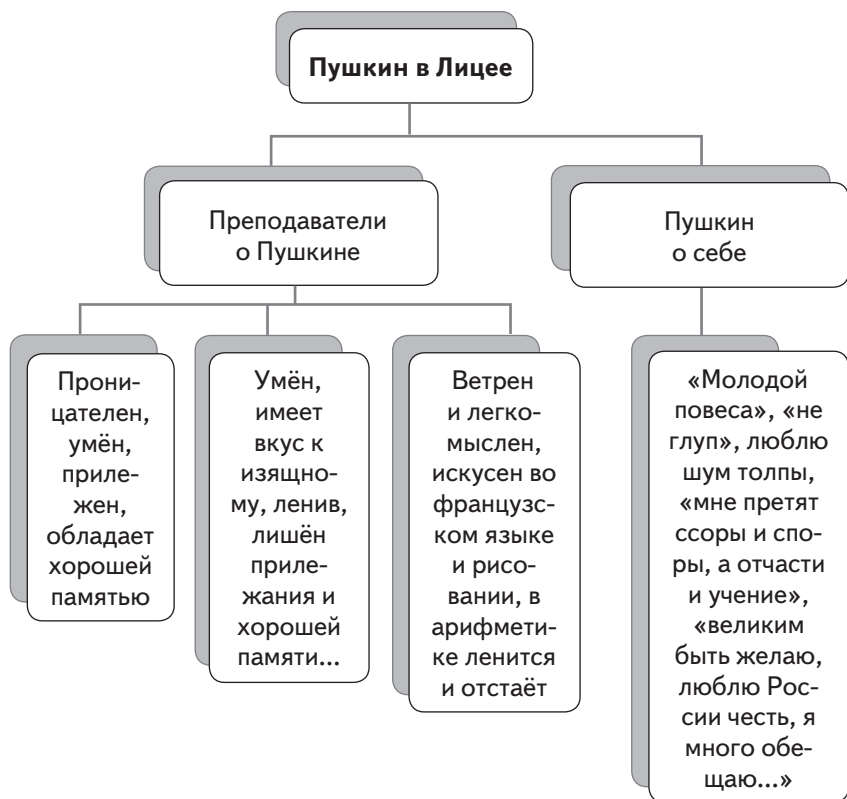 Пушкин в Лицее
Преподаватели
о Пушкине
Пушкин
о себе
Прони-
цателен,
умён,
приле-
жен,
обладает
хорошей
памятью
Умён,
имеет
вкус к
изящно-
му, ленив,
лишён
приле-
жания и
хорошей
памяти...
Ветрен
и легко-
мыслен,
искусен во
французс-
ком языке
и рисо-
вании, в
арифмети-
ке ленится
и отстаёт
«Молодой
повеса», «не
глуп», люблю
шум толпы,
«мне претят
ссоры и спо-
ры, а отчасти
и учение»,
«великим
быть желаю,
люблю Рос-
сии честь, я
много обе-
щаю...»